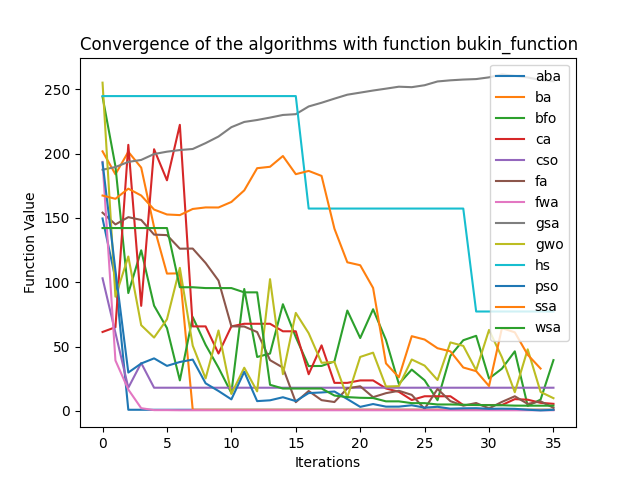 Convergence of the algorithms with function bukin_function
Function Value
250
200
150
100
50
0
0
5
10
15
20
25
30
35
Iterations
aba
ba
bfo
ca
cso
fa
fwa
gsa
gwo
hs
pso
ssa
wsa